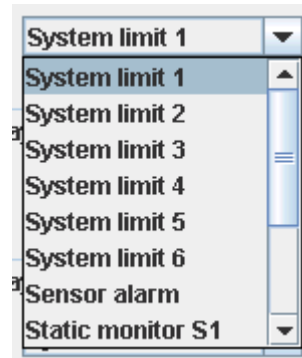 System limit 1
System limit 1
System limit 2
System limit 3
System limit 4
System limit 5
System limit 6
Sensor alarm
Static monitor S1